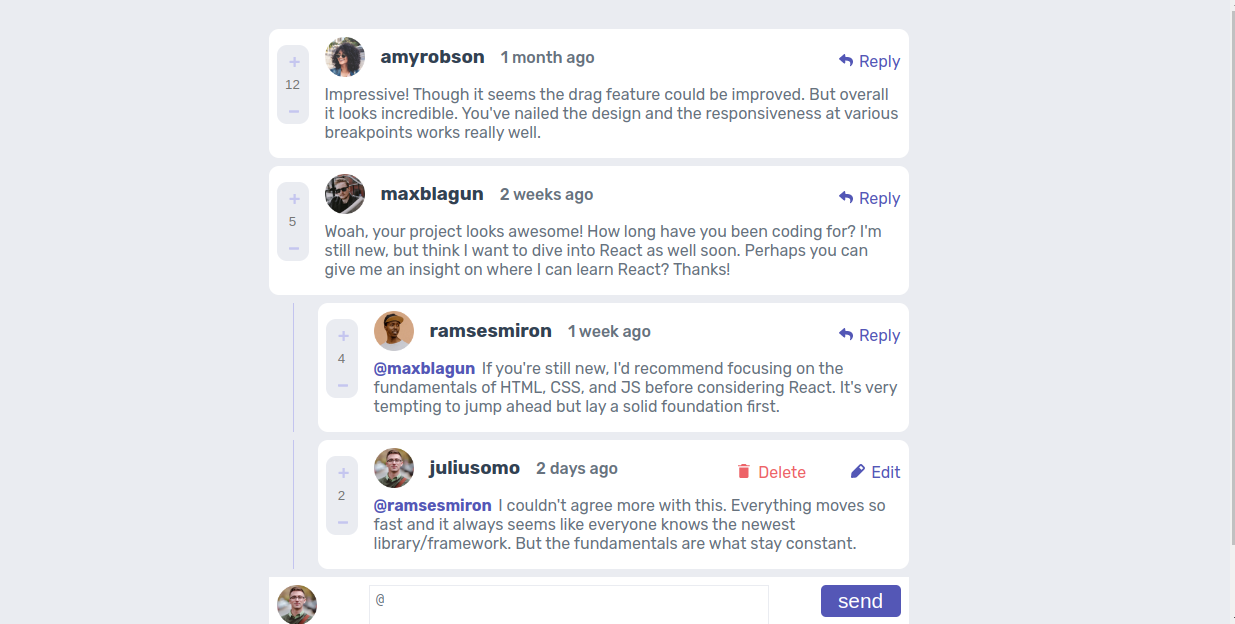 +
12
−
amyrobson 1 month ago Reply
Impressive! Though it seems the drag feature could be improved. But overall
it looks incredible. You've nailed the design and the responsiveness at various
breakpoints works really well.
+
5
−
maxblagun 2 weeks ago Reply
Woah, your project looks awesome! How long have you been coding for? I'm
still new, but think I want to dive into React as well soon. Perhaps you can
give me an insight on where I can learn React? Thanks!
+
4
−
ramsesmiron 1 week ago Reply
@maxblagun If you're still new, I'd recommend focusing on the
fundamentals of HTML, CSS, and JS before considering React. It's very
tempting to jump ahead but lay a solid foundation first.
+
2
−
juliusomo 2 days ago Delete Edit
@ramsesmiron I couldn't agree more with this. Everything moves so
fast and it always seems like everyone knows the newest
library/framework. But the fundamentals are what stay constant.
@ send